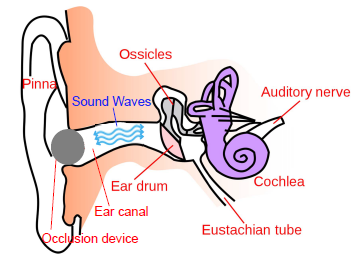 Ossicles
Pinna
Sound Waves
Auditory nerve
Ear drum
Cochlea
Ear canal
Eustachian tube
Occlusion device